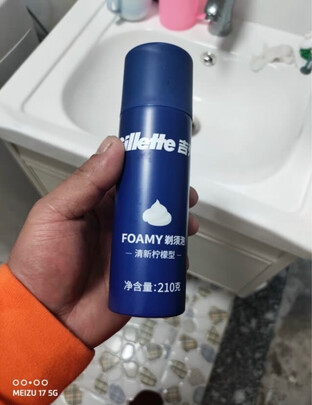 Gillette 吉
FOAMY 剃须泡
— 清新柠檬型 —
净含量:210克
MEIZU 17 5G